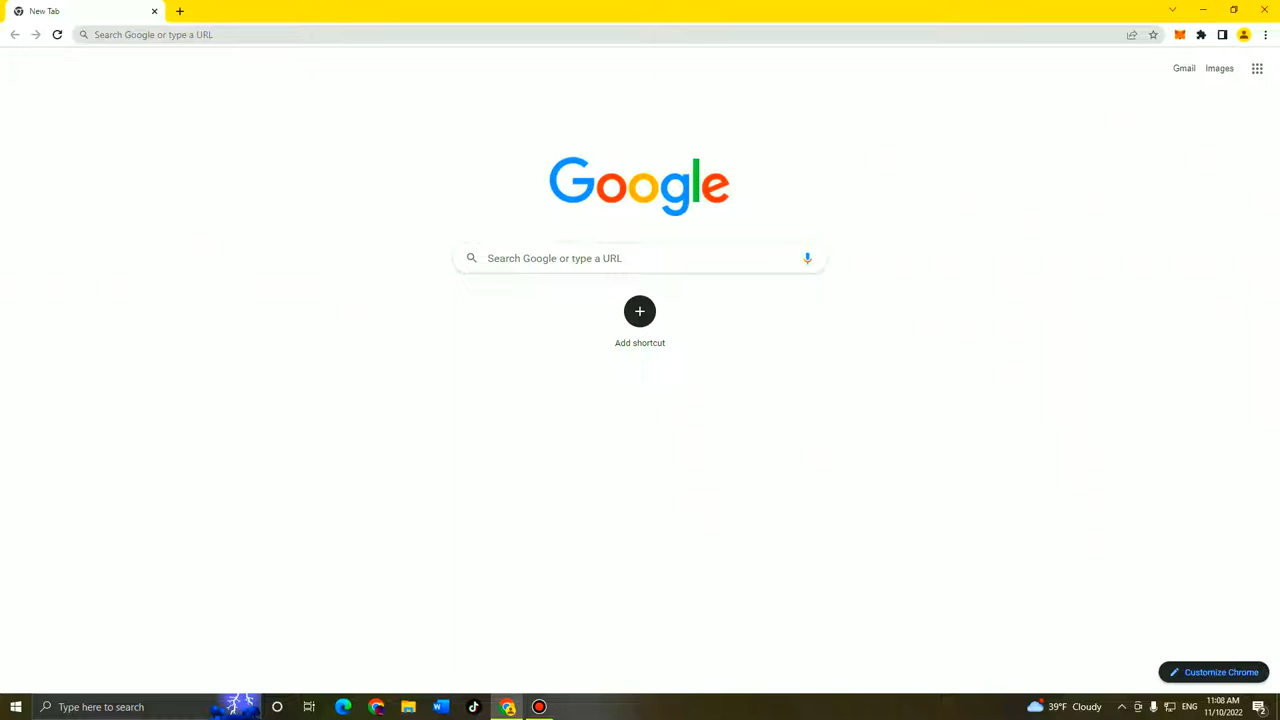 New Tab
Search Google or type a URL
Gmail Images
Google
Search Google or type a URL
Add shortcut
Customize Chrome
Type here to search
39°F Cloudy
ENG
11:08 AM
11/10/2022
2